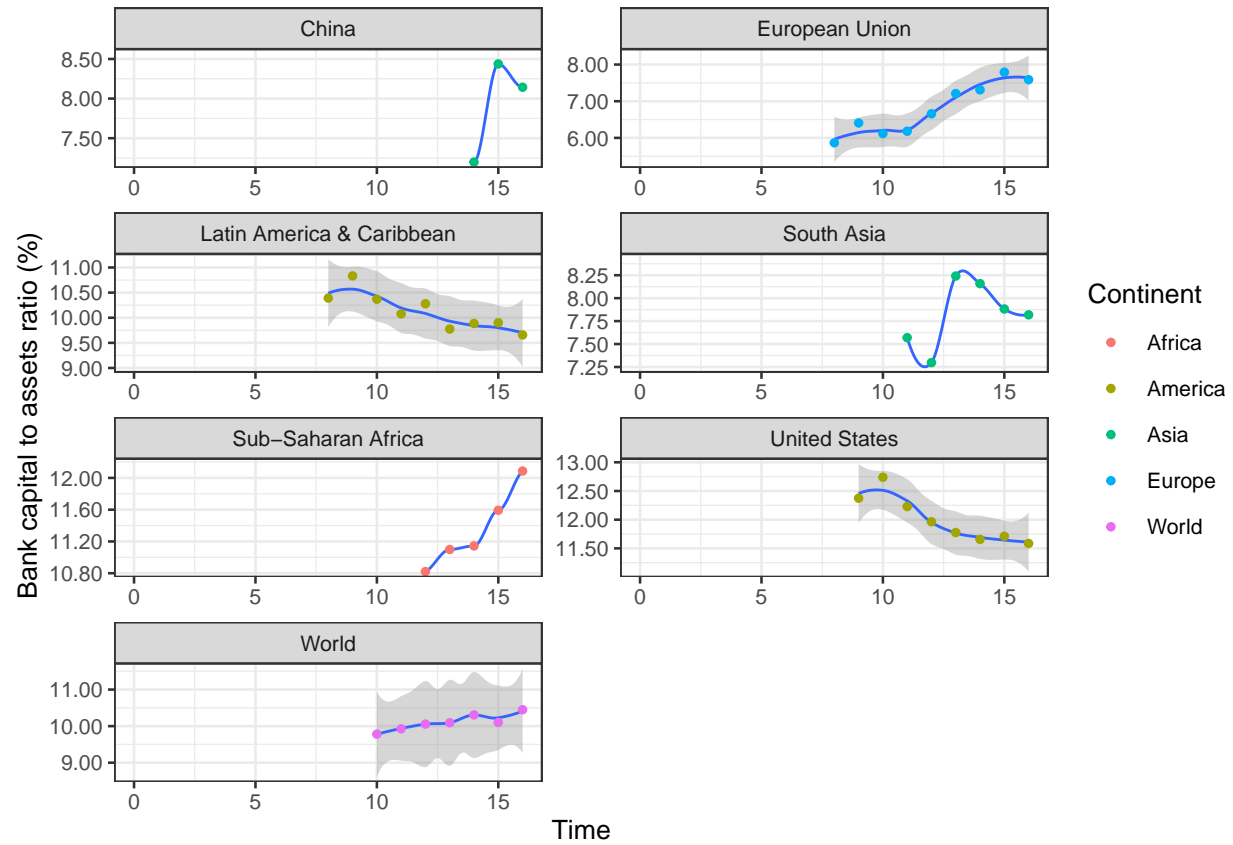 China
European Union
8.50
8.00
7.50
8.00
7.00
6.00
0 5 10 15
0 5 10 15
Latin America & Caribbean
South Asia
11.00
10.50
10.00
9.50
9.00
8.25
8.00
7.75
7.50
7.25
0 5 10 15
0 5 10 15
Sub−Saharan Africa
United States
12.00
11.60
11.20
10.80
13.00
12.50
12.00
11.50
0 5 10 15
0 5 10 15
World
11.00
10.00
9.00
0 5 10 15
Time
Bank capital to assets ratio (%)
Continent
Africa
America
Asia
Europe
World